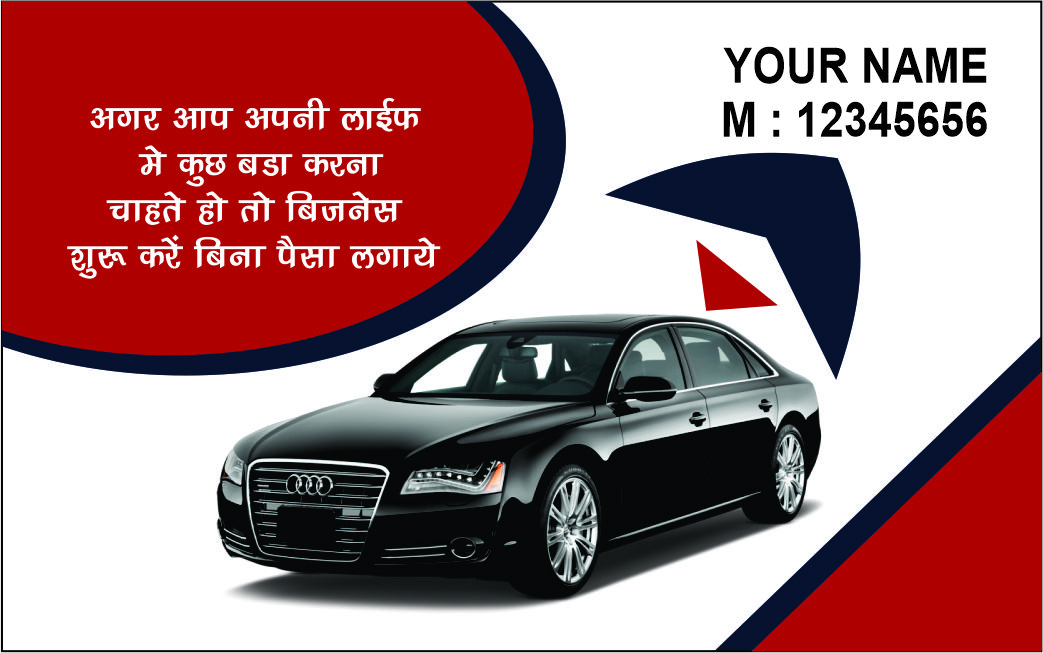 अगर आप अपनी लाईफ
मे कुछ बडा करना
चाहते हो तो बिजनेस
शुरू करें बिना पैसा लगाये
YOUR NAME
M : 12345656